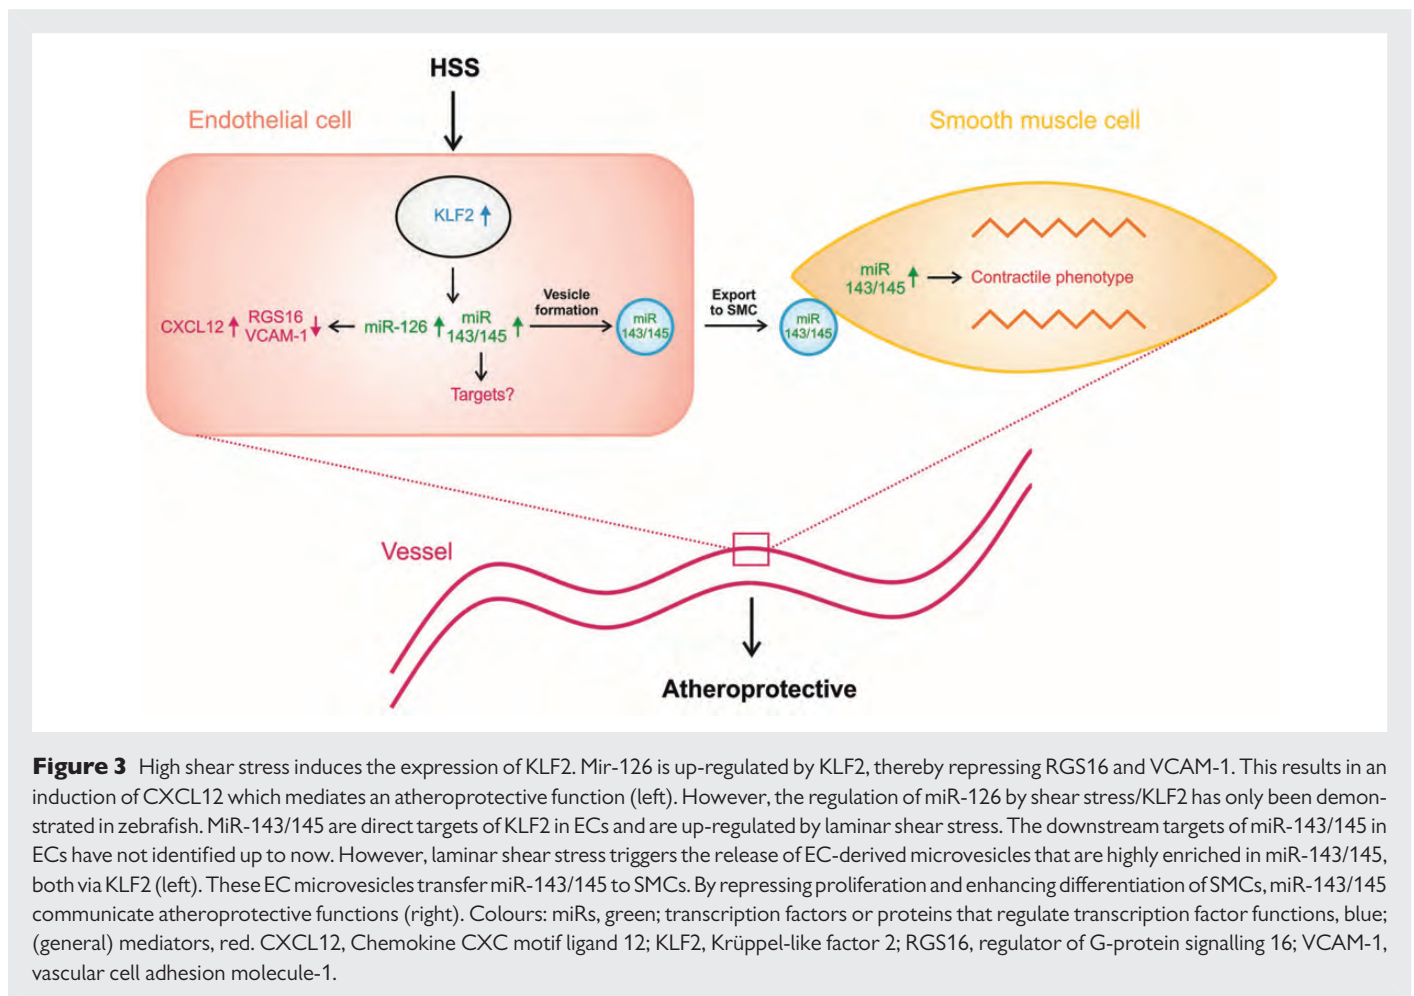 HSS
Endothelial cell
Smooth muscle cell
KLF2
CXCL12
RGS16
VCAM-1
miR-126
miR
143/145
Targets?
Vesicle
formation
miR
143/145
Export
to SMC
miR
143/145
miR
143/145
Contractile phenotype
Vessel
Atheroprotective
Figure 3 High shear stress induces the expression of KLF2. Mir-126 is up-regulated by KLF2, thereby repressing RGS16 and VCAM-1. This results in an
induction of CXCL12 which mediates an atheroprotective function (left). However, the regulation of miR-126 by shear stress/KLF2 has only been demon-
strated in zebrafish. MiR-143/145 are direct targets of KLF2 in ECs and are up-regulated by laminar shear stress. The downstream targets of miR-143/145 in
ECs have not identified up to now. However, laminar shear stress triggers the release of EC-derived microvesicles that are highly enriched in miR-143/145,
both via KLF2 (left). These EC microvesicles transfer miR-143/145 to SMCs. By repressing proliferation and enhancing differentiation of SMCs, miR-143/145
communicate atheroprotective functions (right). Colours: miRs, green; transcription factors or proteins that regulate transcription factor functions, blue;
(general) mediators, red. CXCL12, Chemokine CXC motif ligand 12; KLF2, Krüppel-like factor 2; RGS16, regulator of G-protein signalling 16; VCAM-1,
vascular cell adhesion molecule-1.